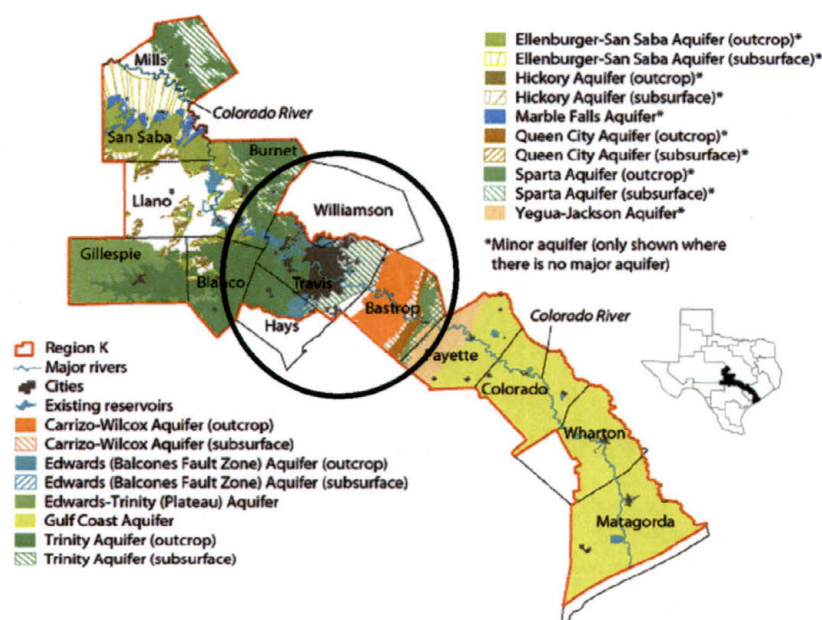 Mills
Colorado River
San Saba
Burnet
Llano
Williamson
Gillespie
Blanco
Travis
Hays
Bastrop
Fayette
Colorado River
Colorado
Wharton
Matagorda
Ellenburger-San Saba Aquifer (outcrop)*
Ellenburger-San Saba Aquifer (subsurface)*
Hickory Aquifer (outcrop)*
Hickory Aquifer (subsurface)*
Marble Falls Aquifer*
Queen City Aquifer (outcrop)*
Queen City Aquifer (subsurface)*
Sparta Aquifer (outcrop)*
Sparta Aquifer (subsurface)*
Yegua-Jackson Aquifer*
*Minor aquifer (only shown where
there is no major aquifer)
Region K
Major rivers
Cities
Existing reservoirs
Carrizo-Wilcox Aquifer (outcrop)
Carrizo-Wilcox Aquifer (subsurface)
Edwards (Balcones Fault Zone) Aquifer (outcrop)
Edwards (Balcones Fault Zone) Aquifer (subsurface)
Edwards-Trinity (Plateau) Aquifer
Gulf Coast Aquifer
Trinity Aquifer (outcrop)
Trinity Aquifer (subsurface)